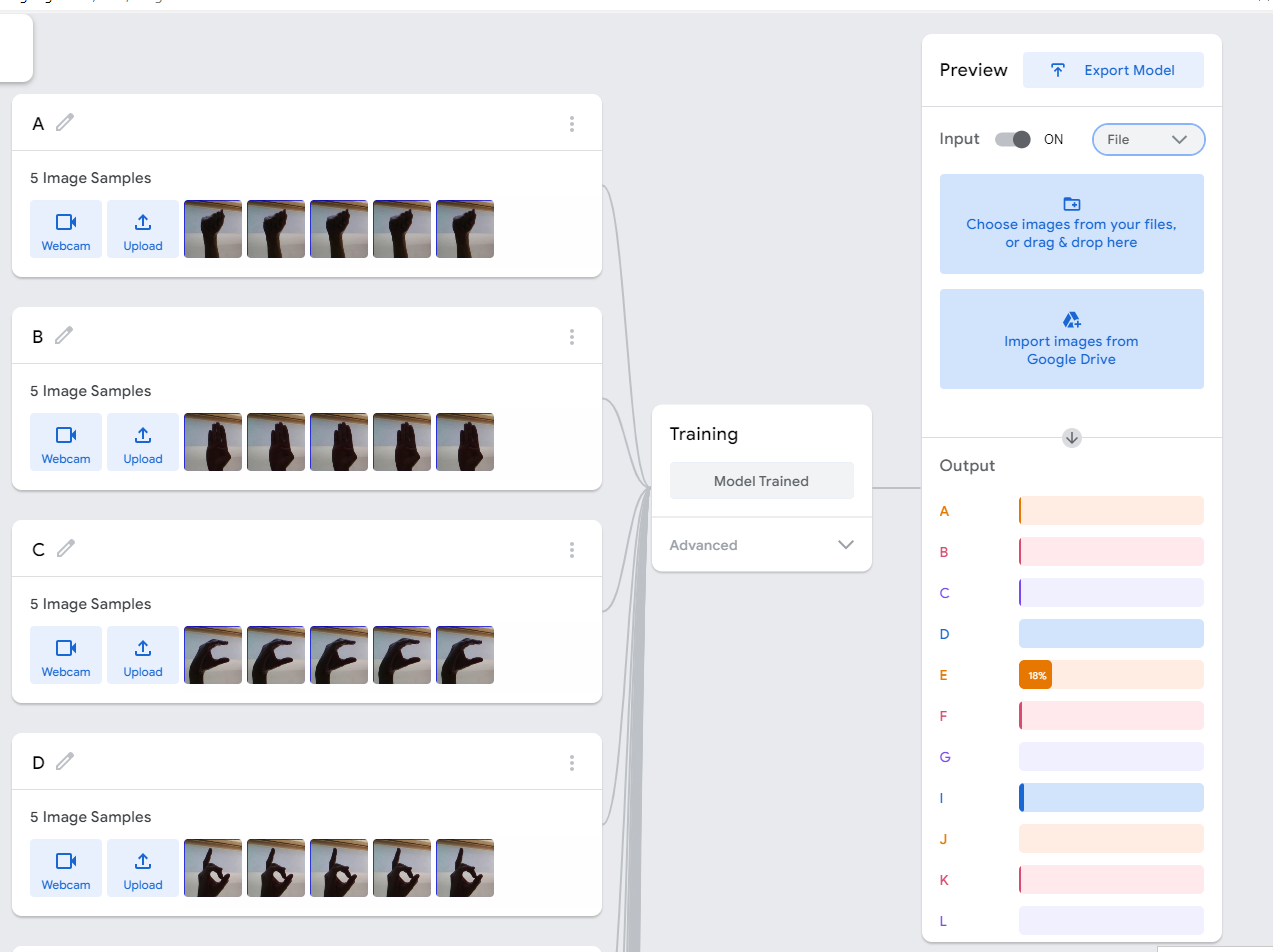 A
5 Image Samples
Webcam
Upload
B
5 Image Samples
Webcam
Upload
C
5 Image Samples
Webcam
Upload
D
5 Image Samples
Webcam
Upload
Training
Model Trained
Advanced
Preview
Export Model
Input
ON
File
Choose images from your files,
or drag & drop here
Import images from
Google Drive
Output
A
B
C
D
E
18%
F
G
I
J
K
L